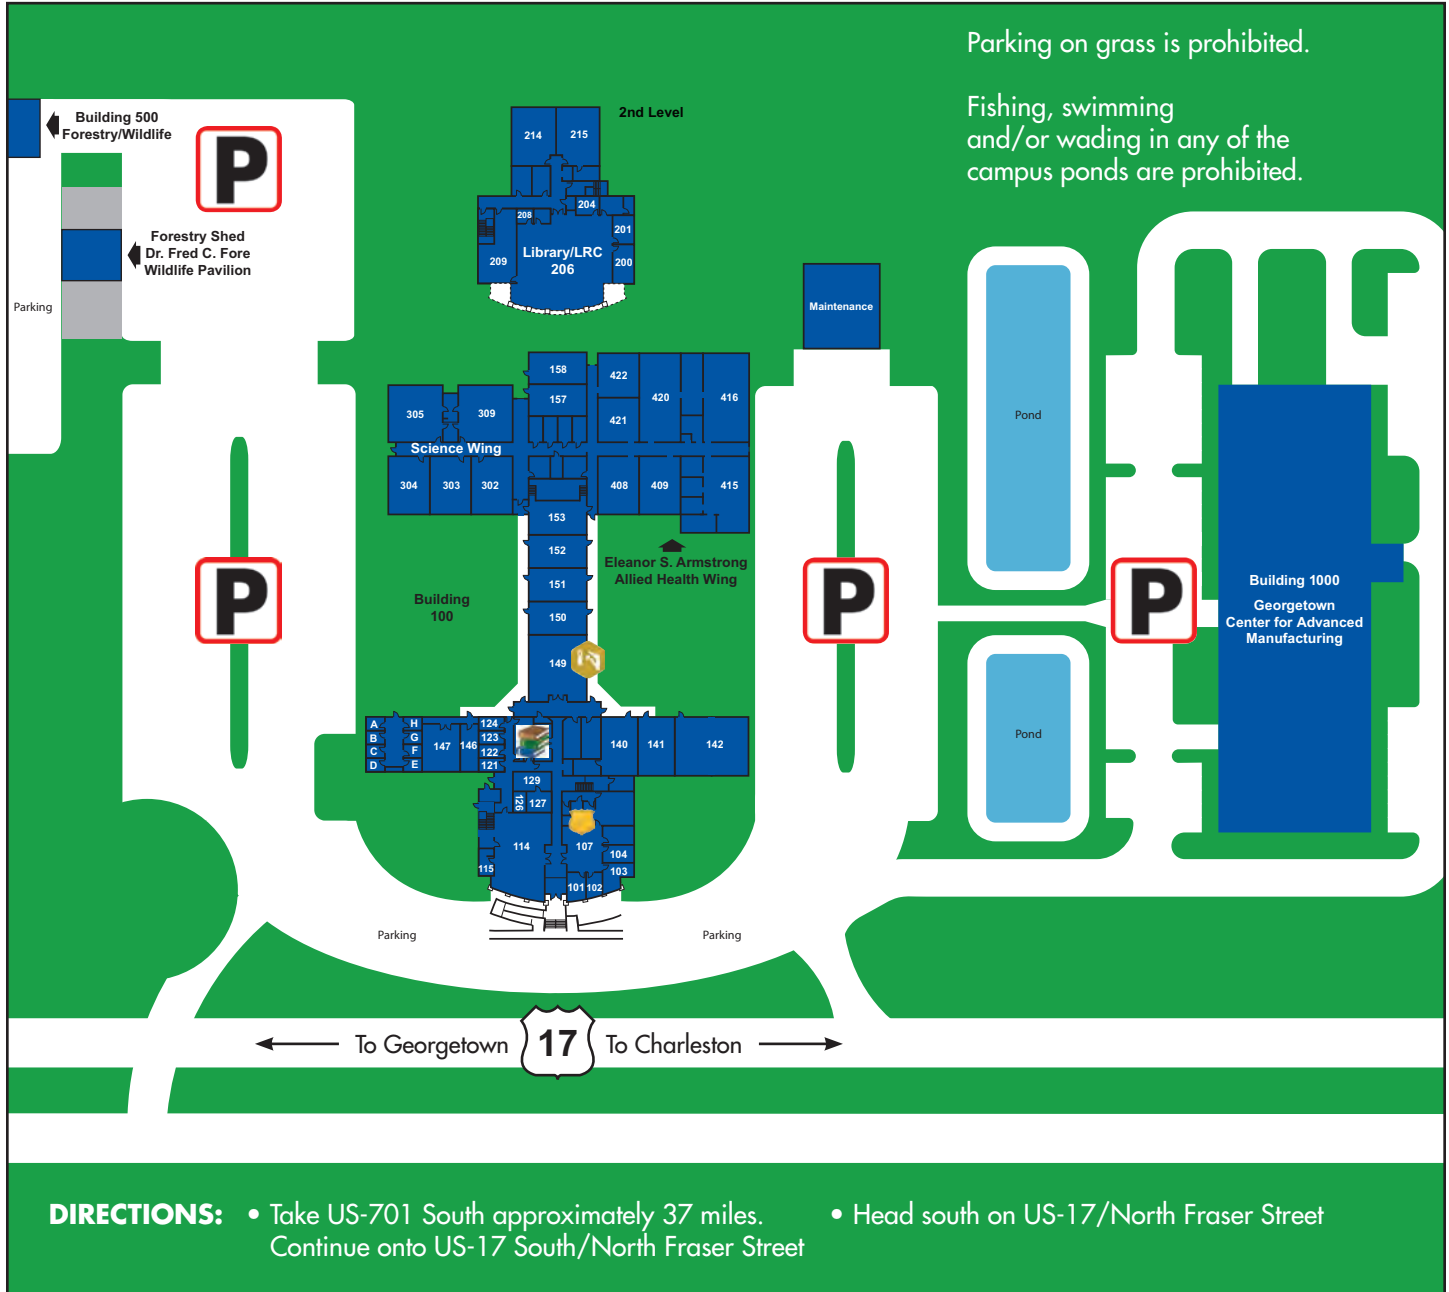 Parking on grass is prohibited.
Fishing, swimming
and/or wading in any of the
campus ponds are prohibited.
Building 500
Forestry/Wildlife
P
Forestry Shed
Dr. Fred C. Fore
Wildlife Pavilion
Parking
2nd Level
214
215
204
208
201
209
Library/LRC
206
200
Maintenance
Pond
158
157
422
421
420
416
305
309
Science Wing
304
303
302
408
409
415
153
152
151
150
149
Eleanor S. Armstrong
Allied Health Wing
Building
100
P
P
P
Building 1000
Georgetown
Center for Advanced
Manufacturing
Pond
A
B
C
D
H
G
F
E
147
146
124
123
122
121
140
141
142
129
126
127
114
115
107
104
103
101
102
Parking
Parking
To Georgetown
17
To Charleston
DIRECTIONS:
• Take US-701 South approximately 37 miles.
Continue onto US-17 South/North Fraser Street
• Head south on US-17/North Fraser Street